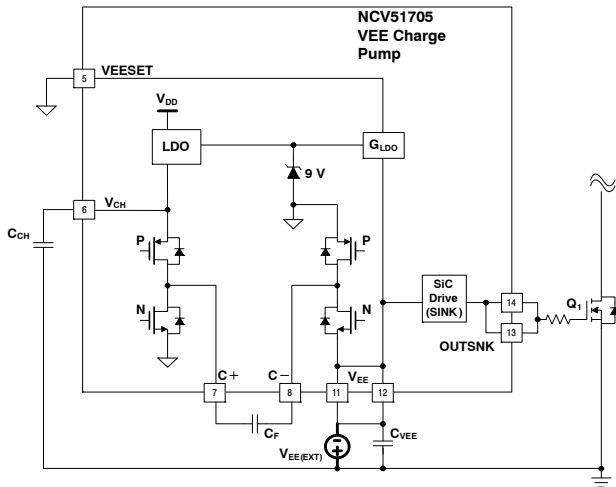 NCV51705
VEE Charge
Pump
5
VEESET
VDD
LDO
GLDO
9 V
6
VCH
CCH
P
P
N
N
SiC
Drive
(SINK)
14
13
Q1
OUTSNK
C+
C−
VEE
7
8
11
12
CF
CVEE
VEE(EXT)